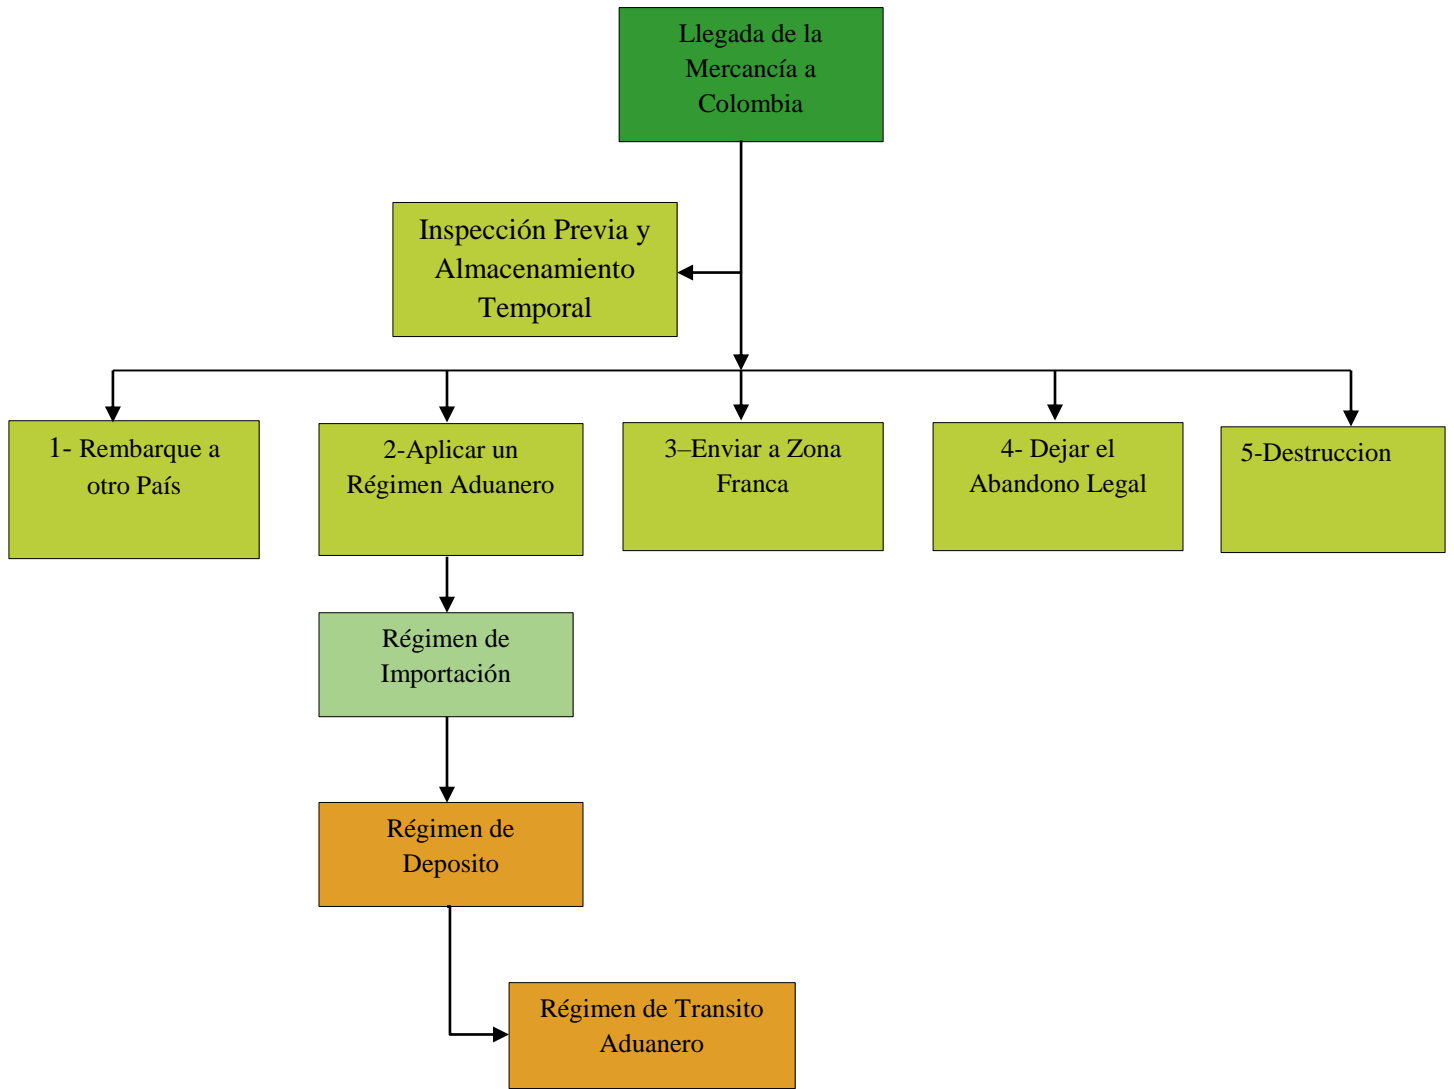 Llegada de la
Mercancía a
Colombia
Inspección Previa y
Almacenamiento
Temporal
1- Rembarque a
otro País
2-Aplicar un
Régimen Aduanero
3–Enviar a Zona
Franca
4- Dejar el
Abandono Legal
5-Destruccion
Régimen de
Importación
Régimen de
Deposito
Régimen de Transito
Aduanero